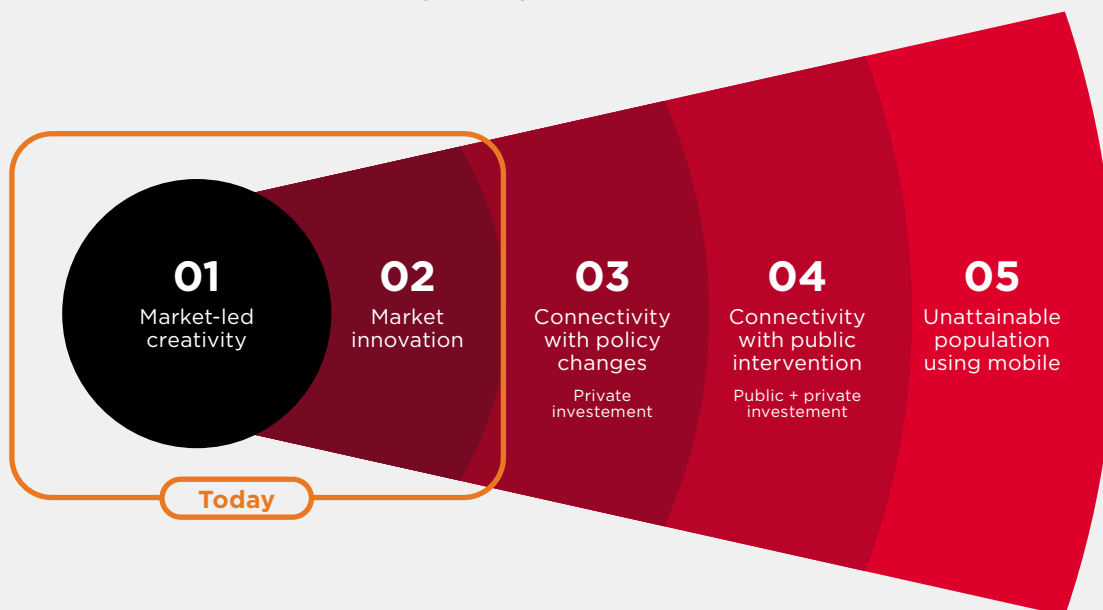 01
Market-led
creativity
02
Market
innovation
03
Connectivity
with policy
changes
Private
investement
04
Connectivity
with public
intervention
Public + private
investement
05
Unattainable
population
using mobile
Today